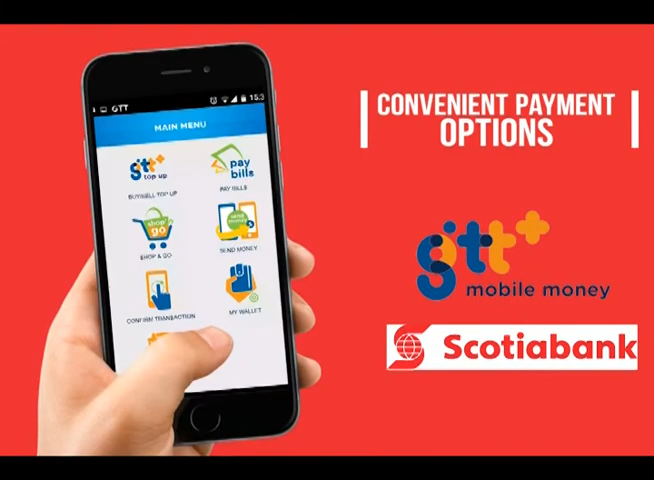 GTT
15.3
MAIN MENU
gtt+
top up
pay
bills
BUY/SELL TOP UP
PAY BILLS
shop
go
send
money
SHOP & GO
SEND MONEY
CONFIRM TRANSACTION
MY WALLET
CONVENIENT PAYMENT
OPTIONS
gtt+
mobile money
Scotiabank